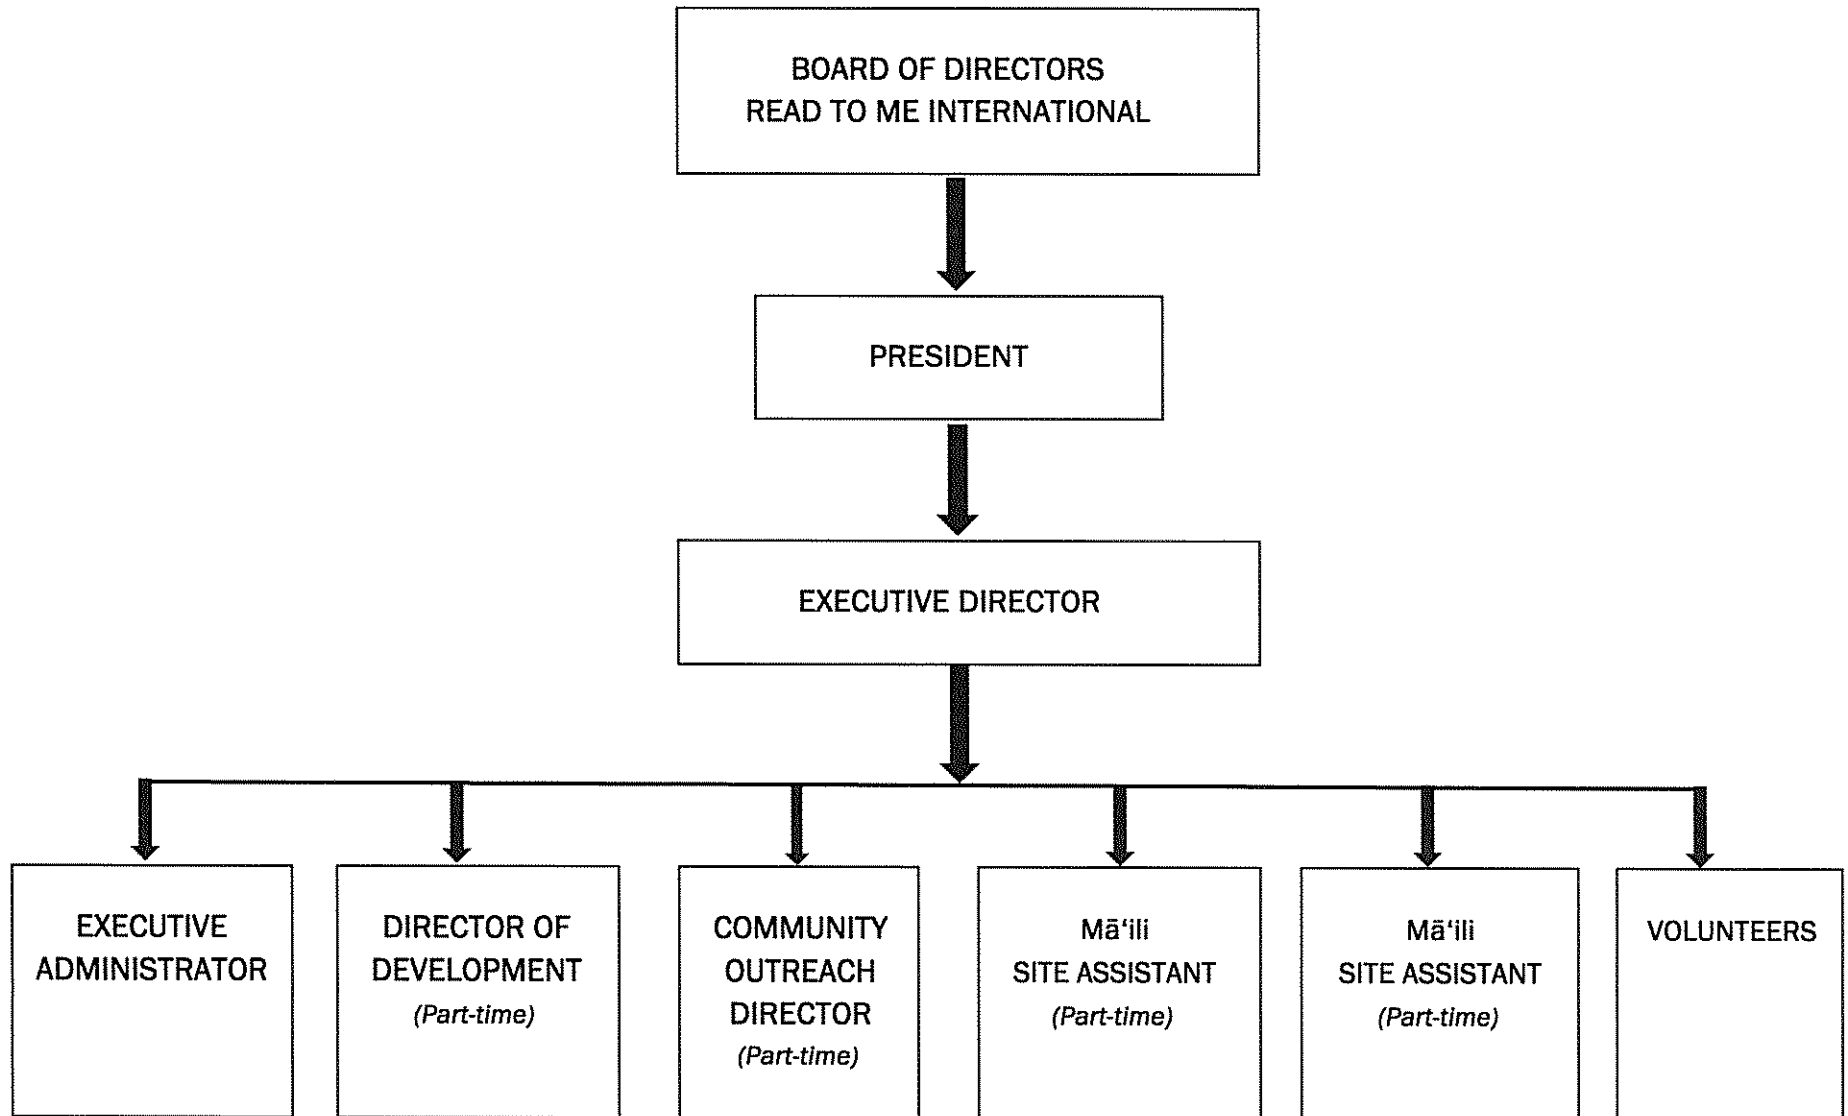 BOARD OF DIRECTORS
READ TO ME INTERNATIONAL
PRESIDENT
EXECUTIVE DIRECTOR
EXECUTIVE
ADMINISTRATOR
DIRECTOR OF
DEVELOPMENT
(Part-time)
COMMUNITY
OUTREACH
DIRECTOR
(Part-time)
Māʻili
SITE ASSISTANT
(Part-time)
Māʻili
SITE ASSISTANT
(Part-time)
VOLUNTEERS